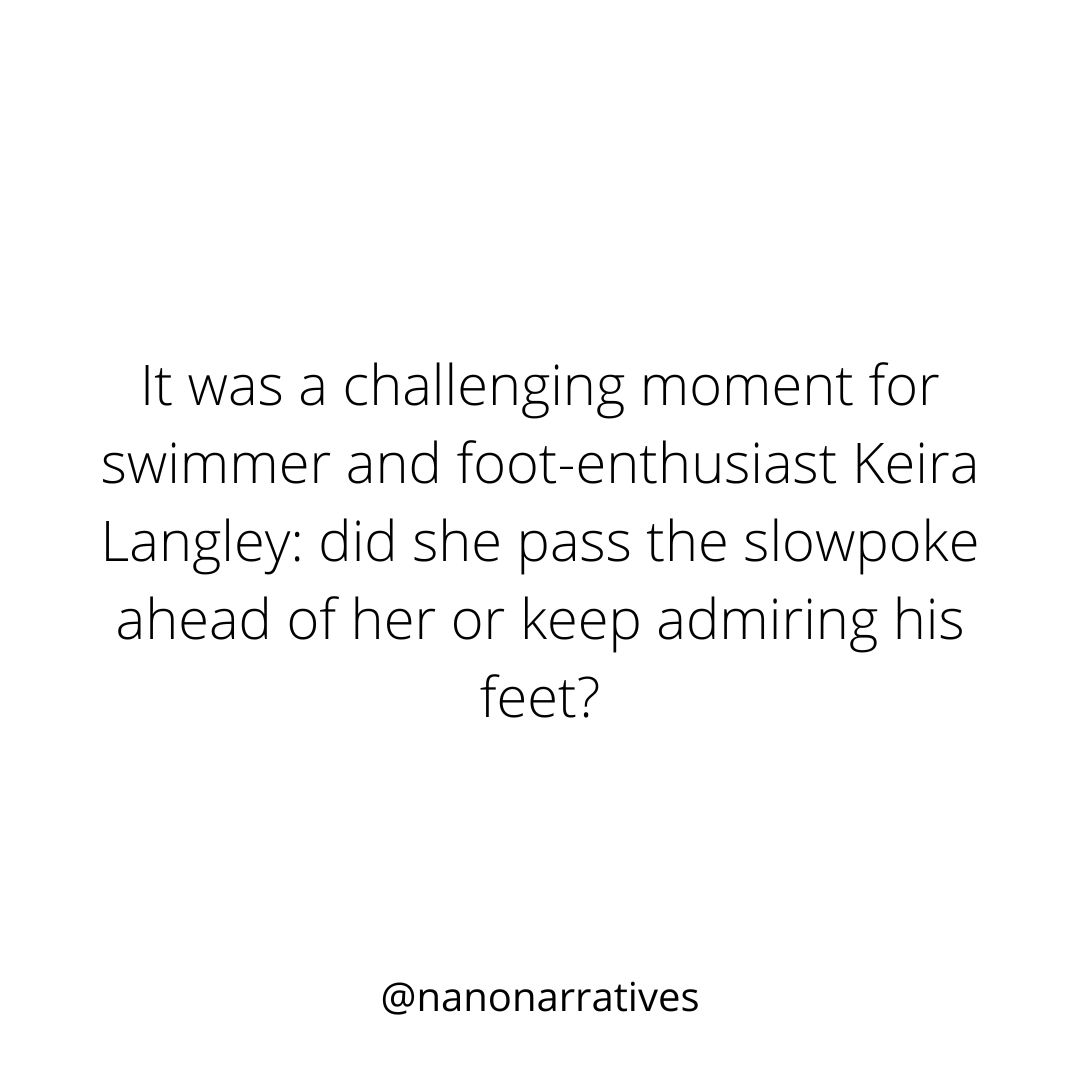 It was a challenging moment for
swimmer and foot-enthusiast Keira
Langley: did she pass the slowpoke
ahead of her or keep admiring his
feet?
@nanonarratives